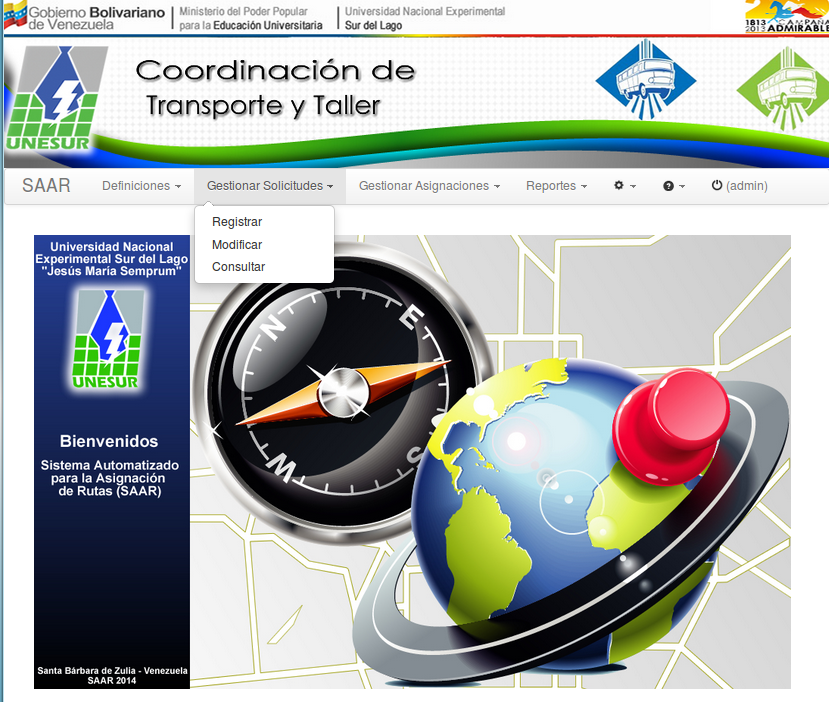 Gobierno Bolivariano
de Venezuela
Ministerio del Poder Popular
para la Educación Universitaria
Universidad Nacional Experimental
Sur del Lago
1813 CAMPAÑA
2013 ADMIRABLE
Coordinación de
Transporte y Taller
UNESUR
SAAR
Definiciones
Gestionar Solicitudes
Gestionar Asignaciones
Reportes
(admin)
Registrar
Modificar
Consultar
Universidad Nacional
Experimental Sur del Lago
"Jesús María Semprum"
UNESUR
Bienvenidos
Sistema Automatizado
para la Asignación
de Rutas (SAAR)
Santa Bárbara de Zulia - Venezuela
SAAR 2014
N
E
S
W